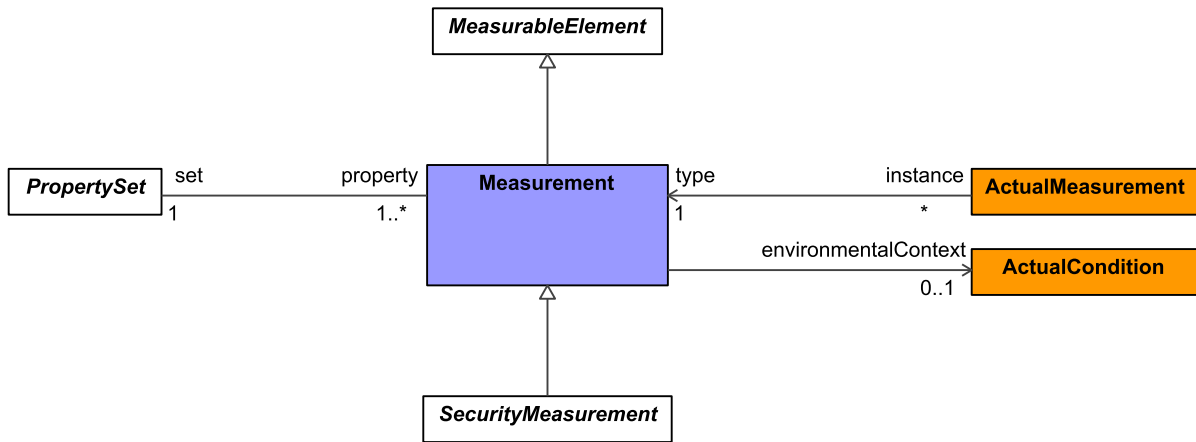 MeasurableElement
PropertySet
set
1
property
1..*
Measurement
type
1
instance
*
ActualMeasurement
environmentalContext
0..1
ActualCondition
SecurityMeasurement